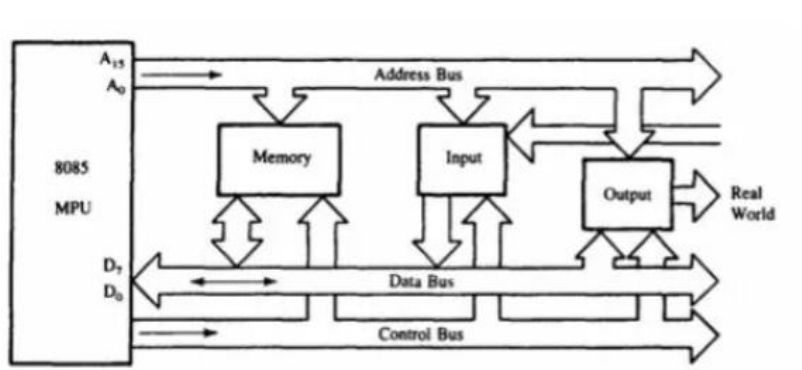 A₁₅
Address Bus
A₀
Memory
Input
8085
MPU
Output
Real
World
D₇
Data Bus
D₀
Control Bus